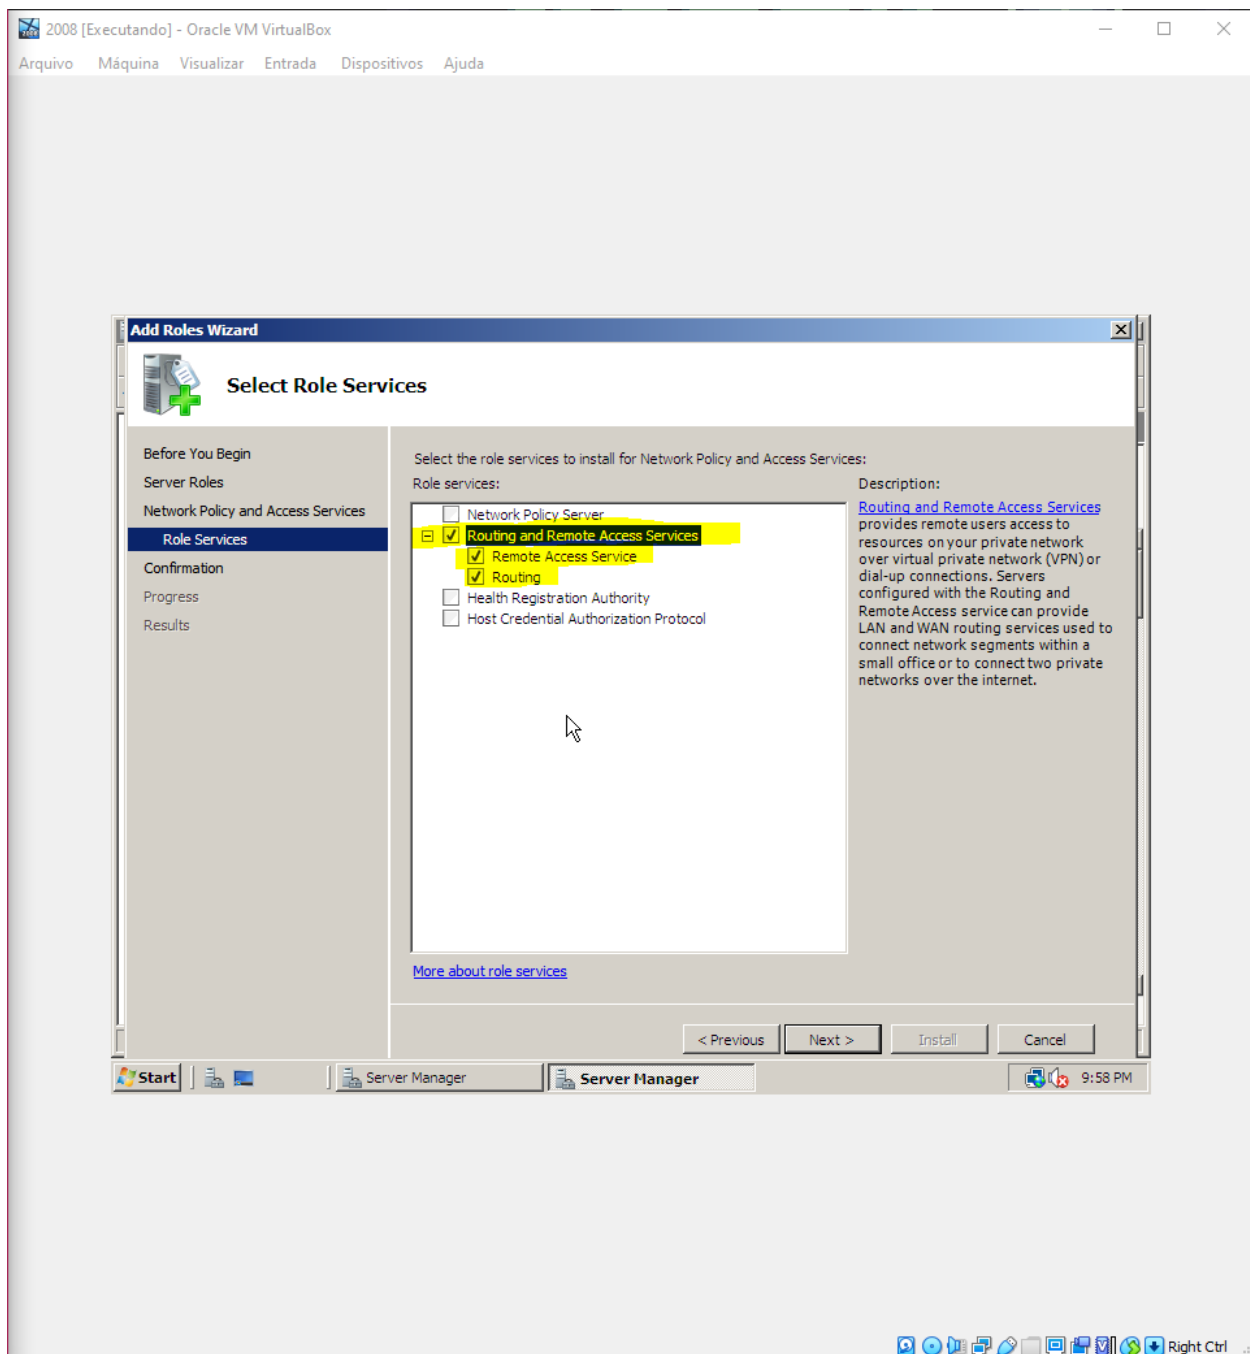 2008 [Executando] - Oracle VM VirtualBox
Arquivo Máquina Visualizar Entrada Dispositivos Ajuda
Add Roles Wizard
Select Role Services
Before You Begin
Server Roles
Network Policy and Access Services
Role Services
Confirmation
Progress
Results
Select the role services to install for Network Policy and Access Services:
Role services:
Network Policy Server
Routing and Remote Access Services
Remote Access Service
Routing
Health Registration Authority
Host Credential Authorization Protocol
More about role services
Description:
Routing and Remote Access Services
provides remote users access to
resources on your private network
over virtual private network (VPN) or
dial-up connections. Servers
configured with the Routing and
Remote Access service can provide
LAN and WAN routing services used to
connect network segments within a
small office or to connect two private
networks over the internet.
< Previous Next > Install Cancel
Start Server Manager Server Manager 9:58 PM
Right Ctrl